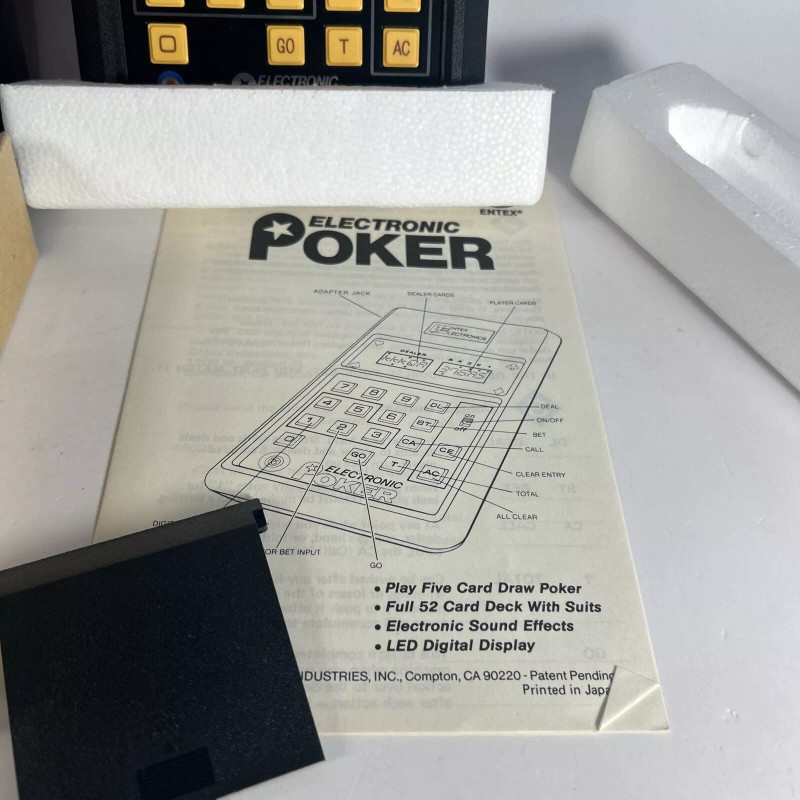 GO T AC
ELECTRONIC
ENTEX®
ELECTRONIC
POKER
ADAPTER JACK
DEALER CARDS
PLAYER CARDS
ENTEX
ELECTRONICS
DEALER
7 8 9 DL
4 5 6 BT
OFF
1 2 3 CA CE
0 GO T AC
DEAL
ON/OFF
BET
CALL
CLEAR ENTRY
TOTAL
ALL CLEAR
ELECTRONIC
POKER
OR BET INPUT
GO
• Play Five Card Draw Poker
• Full 52 Card Deck With Suits
• Electronic Sound Effects
• LED Digital Display
INDUSTRIES, INC., Compton, CA 90220 - Patent Pending
Printed in Japa